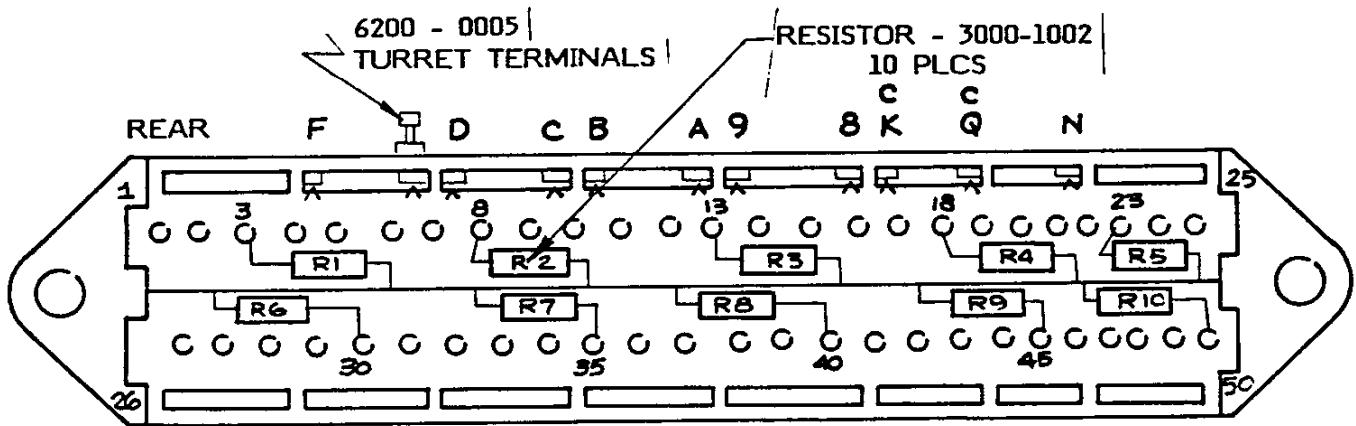 6200 - 0005
TURRET TERMINALS
RESISTOR - 3000-1002
10 PLCS
C C
REAR F D C B A 9 8 K Q N
1 25
3 8 13 18 23
R1 R2 R3 R4 R5
R6 R7 R8 R9 R10
30 35 40 45
26 50